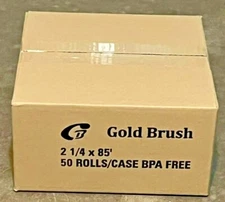 Gold Brush
2 1/4 x 85'
50 ROLLS/CASE BPA FREE